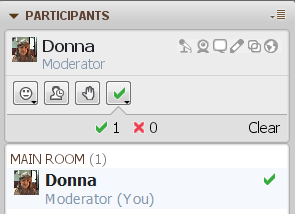 PARTICIPANTS
Donna
Moderator
1 0 Clear
MAIN ROOM (1)
Donna
Moderator (You)